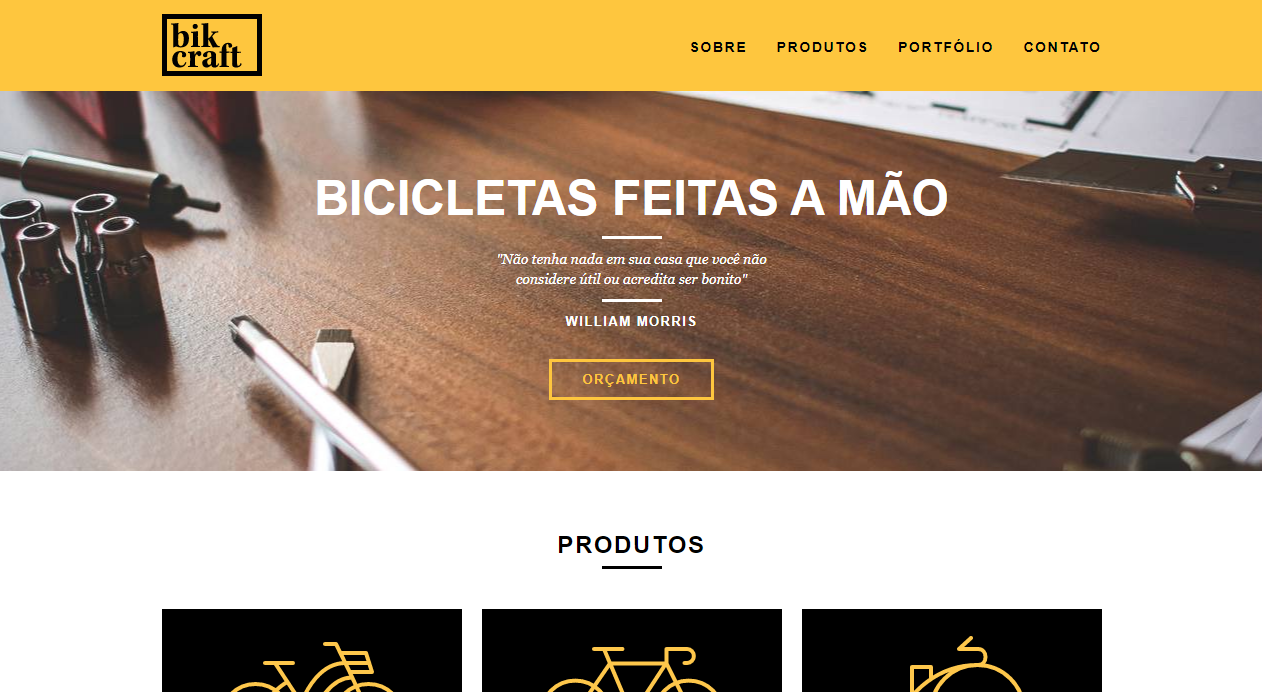 bik
craft
SOBRE PRODUTOS PORTFÓLIO CONTATO
BICICLETAS FEITAS A MÃO
"Não tenha nada em sua casa que você não
considere útil ou acredita ser bonito"
WILLIAM MORRIS
ORÇAMENTO
PRODUTOS